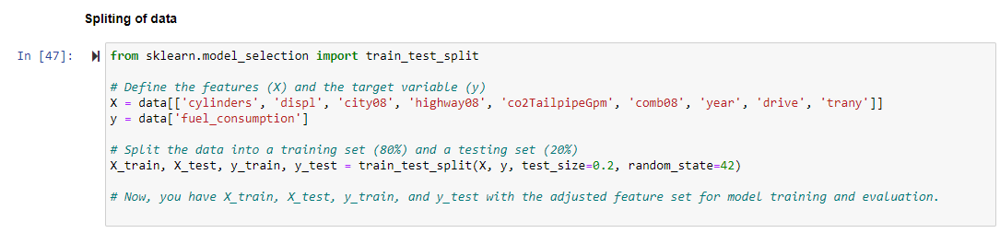 Spliting of data
In [47]:
from sklearn.model_selection import train_test_split
# Define the features (X) and the target variable (y)
X = data[['cylinders', 'displ', 'city08', 'highway08', 'co2TailpipeGpm', 'comb08', 'year', 'drive', 'trany']]
y = data['fuel_consumption']
# Split the data into a training set (80%) and a testing set (20%)
X_train, X_test, y_train, y_test = train_test_split(X, y, test_size=0.2, random_state=42)
# Now, you have X_train, X_test, y_train, and y_test with the adjusted feature set for model training and evaluation.